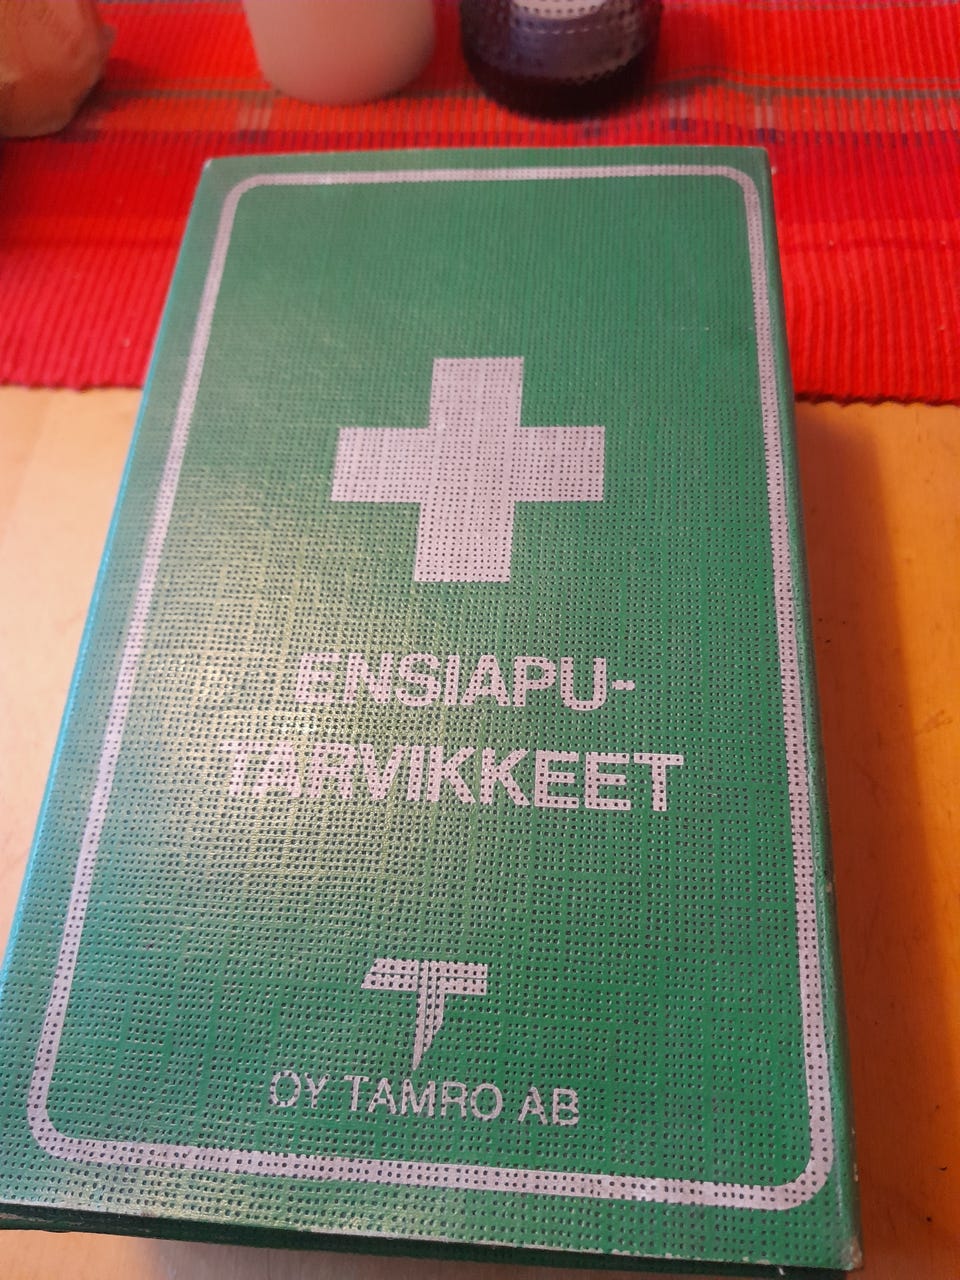 ENSIAPU-
TARVIKKEET
OY TAMRO AB